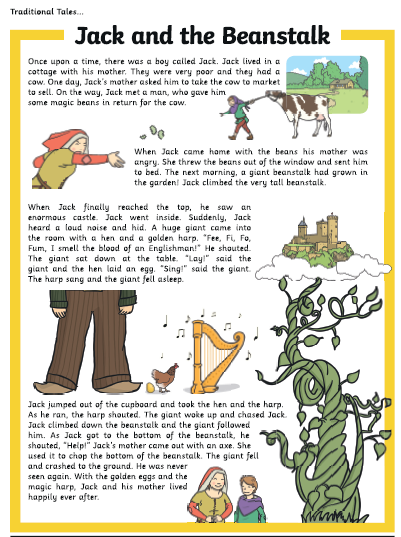 Traditional Tales...
Jack and the Beanstalk
Once upon a time, there was a boy called Jack. Jack lived in a
cottage with his mother. They were very poor and they had a
cow. One day, Jack's mother asked him to take the cow to market
to sell. On the way, Jack met a man, who gave him
some magic beans in return for the cow.
When Jack came home with the beans his mother was
angry. She threw the beans out of the window and sent him
to bed. The next morning, a giant beanstalk had grown in
the garden! Jack climbed the very tall beanstalk.
When Jack finally reached the top, he saw an
enormous castle. Jack went inside. Suddenly, Jack
heard a loud noise and hid. A huge giant came into
the room with a hen and a golden harp. "Fee, Fi, Fo,
Fum, I smell the blood of an Englishman!" He shouted.
The giant sat down at the table. "Lay!" said the
giant and the hen laid an egg. "Sing!" said the giant.
The harp sang and the giant fell asleep.
Jack jumped out of the cupboard and took the hen and the harp.
As he ran, the harp shouted. The giant woke up and chased Jack.
Jack climbed down the beanstalk and the giant followed
him. As Jack got to the bottom of the beanstalk, he
shouted, "Help!" Jack's mother came out with an axe. She
used it to chop the bottom of the beanstalk. The giant fell
and crashed to the ground. He was never
seen again. With the golden eggs and the
magic harp, Jack and his mother lived
happily ever after.